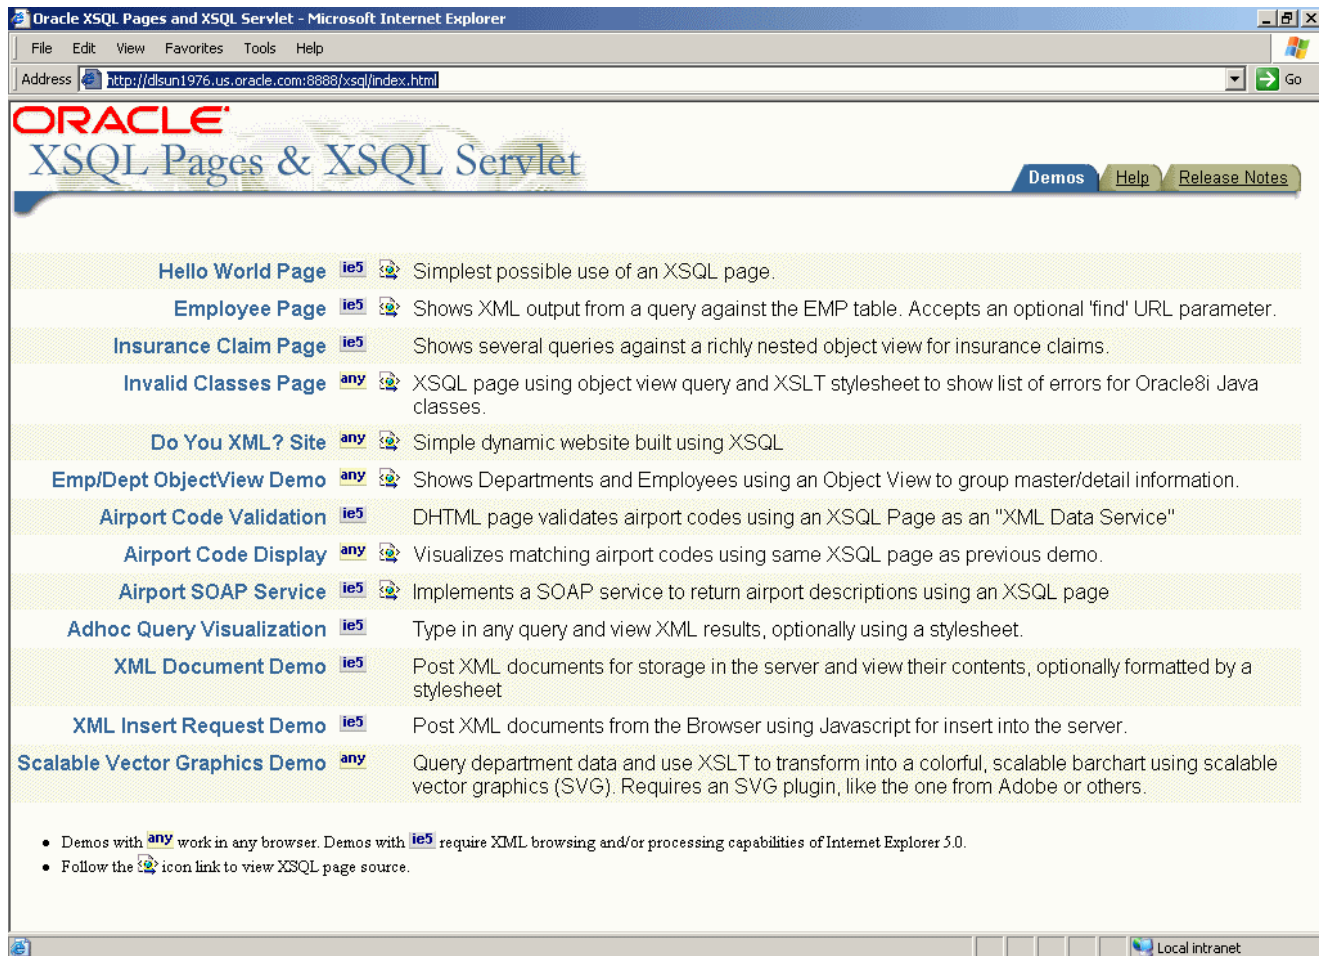 Oracle XSQL Pages and XSQL Servlet - Microsoft Internet Explorer
File Edit View Favorites Tools Help
Address http://dlsun1976.us.oracle.com:8888/xsql/index.html Go
ORACLE
XSQL Pages & XSQL Servlet
Demos Help Release Notes
Hello World Page ie5 Simplest possible use of an XSQL page.
Employee Page ie5 Shows XML output from a query against the EMP table. Accepts an optional 'find' URL parameter.
Insurance Claim Page ie5 Shows several queries against a richly nested object view for insurance claims.
Invalid Classes Page any XSQL page using object view query and XSLT stylesheet to show list of errors for Oracle8i Java
classes.
Do You XML? Site any Simple dynamic website built using XSQL
Emp/Dept ObjectView Demo any Shows Departments and Employees using an Object View to group master/detail information.
Airport Code Validation ie5 DHTML page validates airport codes using an XSQL Page as an "XML Data Service"
Airport Code Display any Visualizes matching airport codes using same XSQL page as previous demo.
Airport SOAP Service ie5 Implements a SOAP service to return airport descriptions using an XSQL page
Adhoc Query Visualization ie5 Type in any query and view XML results, optionally using a stylesheet.
XML Document Demo ie5 Post XML documents for storage in the server and view their contents, optionally formatted by a
stylesheet
XML Insert Request Demo ie5 Post XML documents from the Browser using Javascript for insert into the server.
Scalable Vector Graphics Demo any Query department data and use XSLT to transform into a colorful, scalable barchart using scalable
vector graphics (SVG). Requires an SVG plugin, like the one from Adobe or others.
• Demos with any work in any browser. Demos with ie5 require XML browsing and/or processing capabilities of Internet Explorer 5.0.
• Follow the icon link to view XSQL page source.
Local intranet